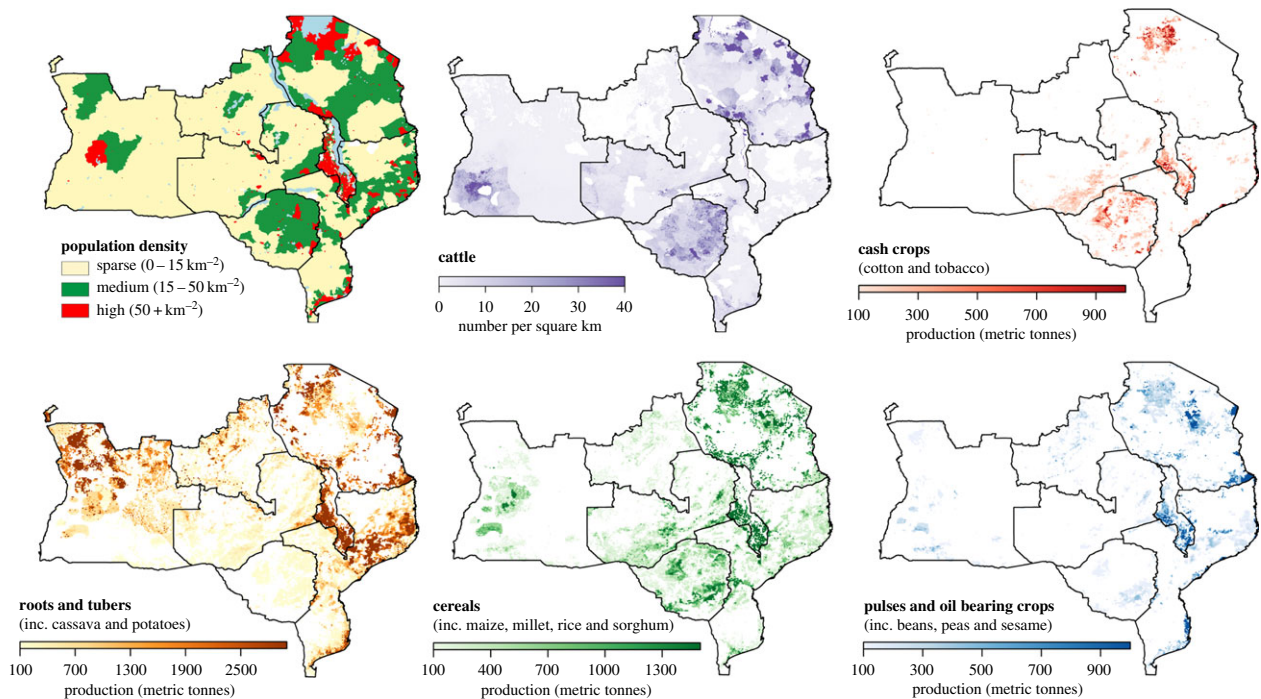 population density
sparse (0 – 15 km⁻²)
medium (15 – 50 km⁻²)
high (50 + km⁻²)
cattle
0 10 20 30 40
number per square km
cash crops
(cotton and tobacco)
100 300 500 700 900
production (metric tonnes)
roots and tubers
(inc. cassava and potatoes)
100 700 1300 1900 2500
production (metric tonnes)
cereals
(inc. maize, millet, rice and sorghum)
100 400 700 1000 1300
production (metric tonnes)
pulses and oil bearing crops
(inc. beans, peas and sesame)
100 300 500 700 900
production (metric tonnes)